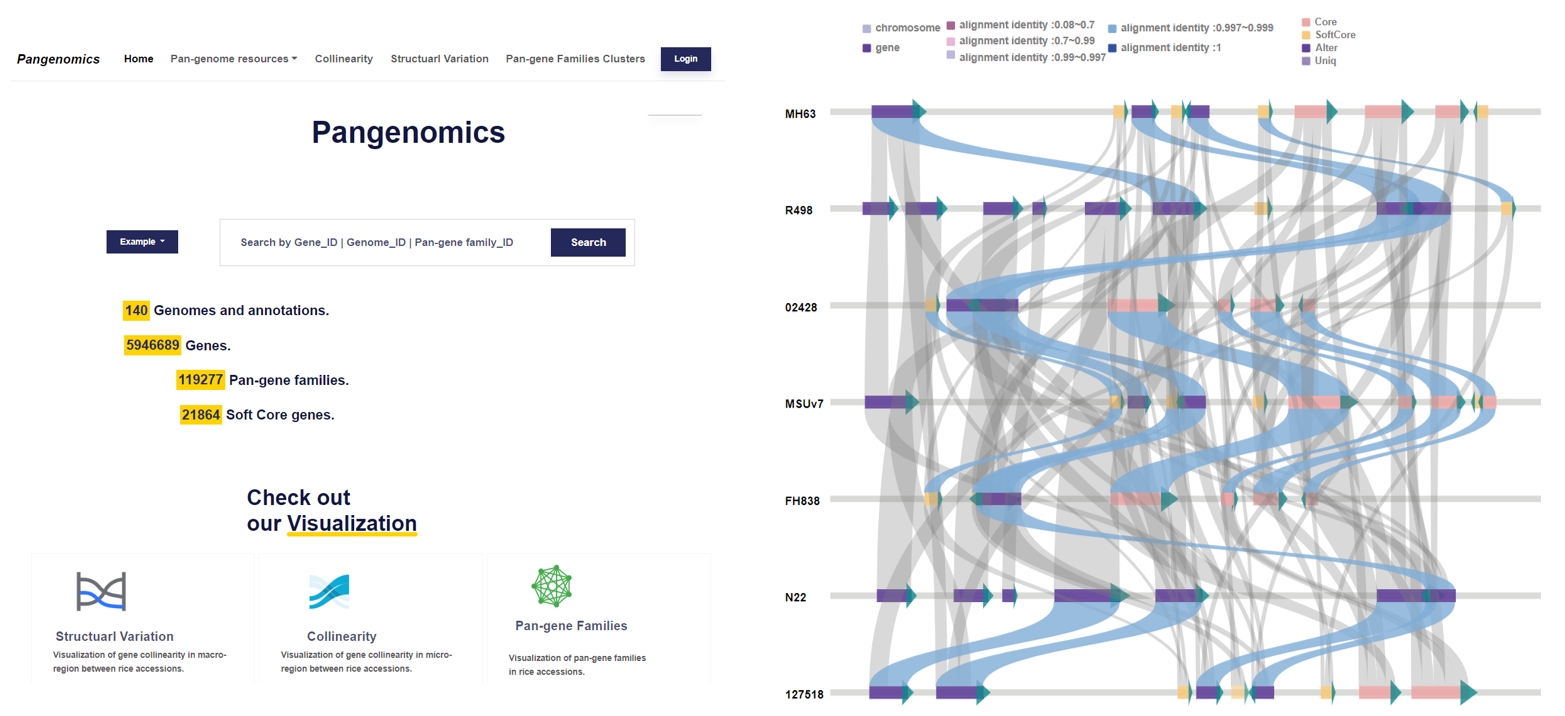 Pangenomics Home Pan-genome resources Collinearity Structuarl Variation Pan-gene Families Clusters Login
Pangenomics
Example Search by Gene_ID | Genome_ID | Pan-gene family_ID Search
140 Genomes and annotations.
5946689 Genes.
119277 Pan-gene families.
21864 Soft Core genes.
Check out
our Visualization
Structuarl Variation
Visualization of gene collinearity in macro-
region between rice accessions.
Collinearity
Visualization of gene collinearity in micro-
region between rice accessions.
Pan-gene Families
Visualization of pan-gene families
in rice accessions.
chromosome
gene
alignment identity :0.08~0.7
alignment identity :0.7~0.99
alignment identity :0.99~0.997
alignment identity :0.997~0.999
alignment identity :1
Core
SoftCore
Alter
Uniq
MH63
R498
02428
MSUv7
FH838
N22
127518